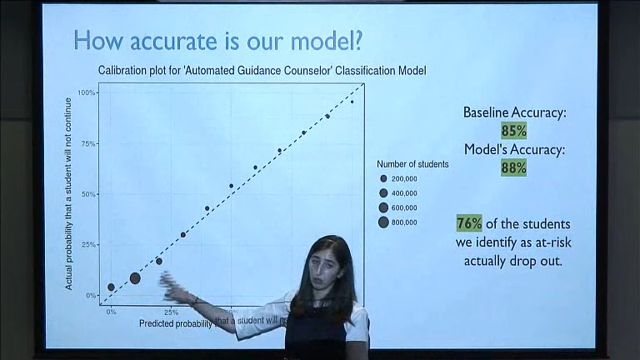 How accurate is our model?
Calibration plot for 'Automated Guidance Counselor' Classification Model
Actual probability that a student will not continue
100%
75%
50%
25%
0%
0%
25%
Predicted probability that a student will
Number of students
200,000
400,000
600,000
800,000
Baseline Accuracy:
85%
Model's Accuracy:
88%
76% of the students
we identify as at-risk
actually drop out.